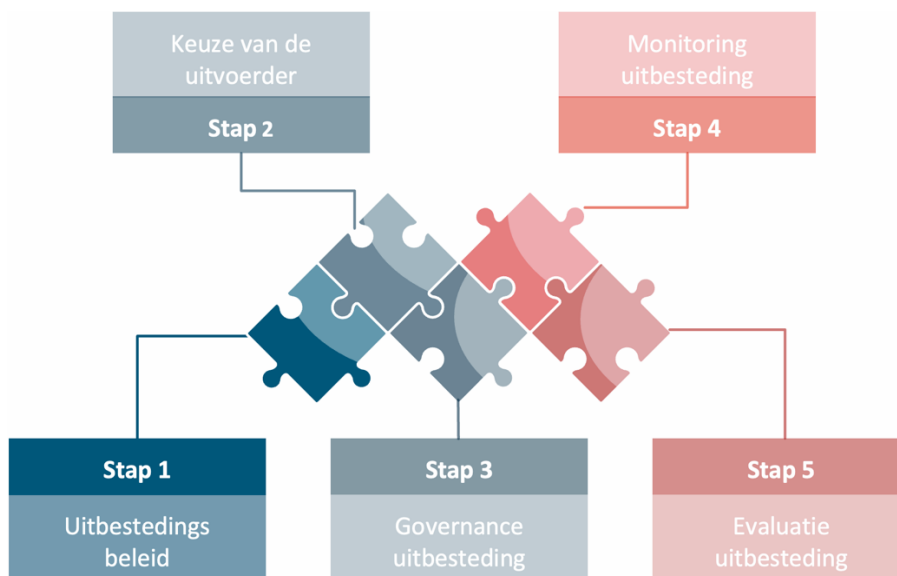 Keuze van de
uitvoerder
Stap 2
Monitoring
uitbesteding
Stap 4
Stap 1
Uitbestedings
beleid
Stap 3
Governance
uitbesteding
Stap 5
Evaluatie
uitbesteding